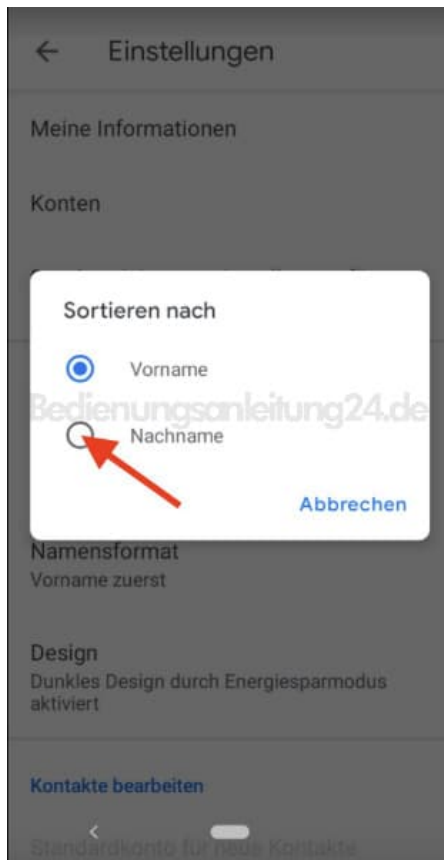 Einstellungen
Meine Informationen
Konten
Sortieren nach
Vorname
Bedienungsanleitung24.de
Nachname
Abbrechen
Namensformat
Vorname zuerst
Design
Dunkles Design durch Energiesparmodus
aktiviert
Kontakte bearbeiten
Standardkonto für neue Kontakte